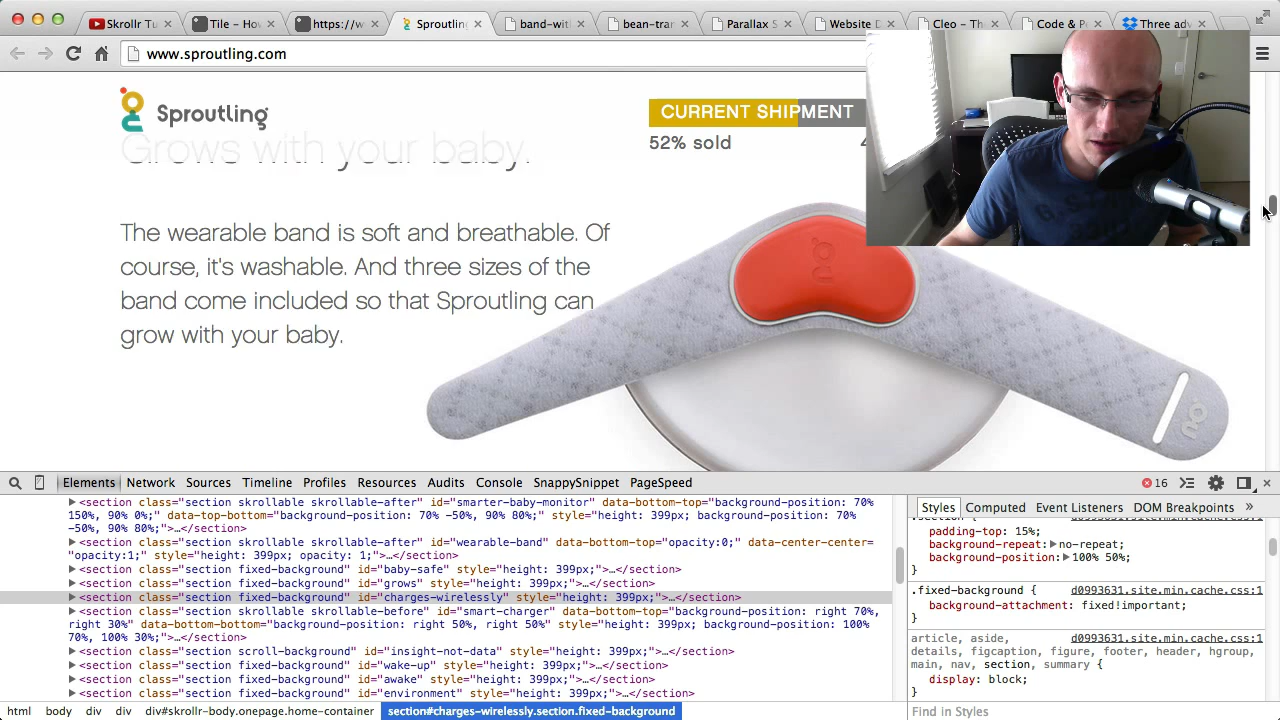 Skrollr Tu
Tile – How
https://w
Sproutling
band-wit
bean-tra
Parallax S
Website D
Cleo – Th
Code & P
Three ad
www.sproutling.com
Sproutling
CURRENT SHIPMENT
52% sold
Grows with your baby.
The wearable band is soft and breathable. Of
course, it's washable. And three sizes of the
band come included so that Sproutling can
grow with your baby.
Elements Network Sources Timeline Profiles Resources Audits Console SnappySnippet PageSpeed
16
<section class="section skrollable skrollable-after" id="smarter-baby-monitor" data-bottom-top="background-position: 70%
150%, 90% 0%;" data-top-bottom="background-position: 70% -50%, 90% 80%;" style="height: 399px; background-position: 70%
-50%, 90% 80%;">…</section>
<section class="section skrollable skrollable-after" id="wearable-band" data-bottom-top="opacity:0;" data-center-center=
"opacity:1;" style="height: 399px; opacity: 1;">…</section>
<section class="section fixed-background" id="baby-safe" style="height: 399px;">…</section>
<section class="section fixed-background" id="grows" style="height: 399px;">…</section>
<section class="section fixed-background" id="charges-wirelessly" style="height: 399px;">…</section>
<section class="section skrollable skrollable-before" id="smart-charger" data-bottom-top="background-position: right 70%,
right 30%" data-bottom-bottom="background-position: right 50%, right 50%" style="height: 399px; background-position: 100%
70%, 100% 30%;">…</section>
<section class="section scroll-background" id="insight-not-data" style="height: 399px;">…</section>
<section class="section fixed-background" id="wake-up" style="height: 399px;">…</section>
<section class="section fixed-background" id="awake" style="height: 399px;">…</section>
<section class="section fixed-background" id="environment" style="height: 399px;">…</section>
html body div div div#skrollr-body.onepage.home-container section#charges-wirelessly.section.fixed-background
Styles Computed Event Listeners DOM Breakpoints »
.section { d0993631.site.min.cache.css:1
padding-top: 15%;
background-repeat: no-repeat;
background-position: 100% 50%;
}
.fixed-background { d0993631.site.min.cache.css:1
background-attachment: fixed!important;
}
article, aside, d0993631.site.min.cache.css:1
details, figcaption, figure, footer, header, hgroup,
main, nav, section, summary {
display: block;
}
Find in Styles